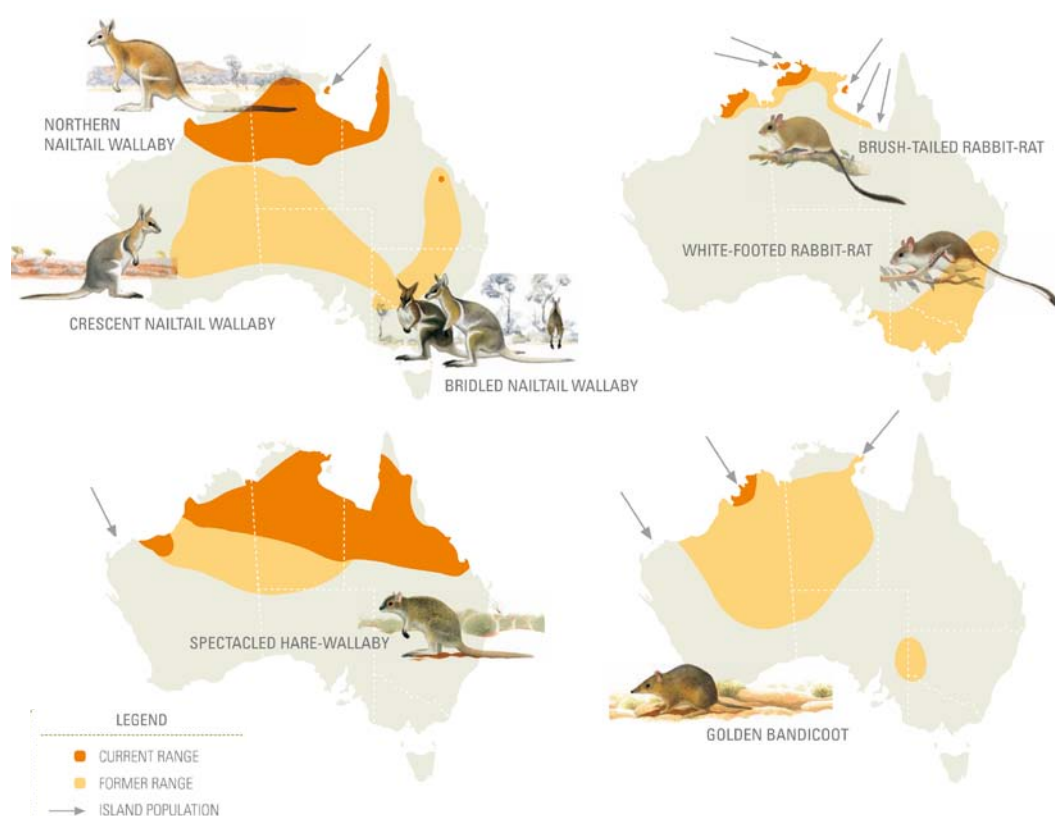 NORTHERN
NAILTAIL WALLABY
BRUSH-TAILED RABBIT-RAT
WHITE-FOOTED RABBIT-RAT
CRESCENT NAILTAIL WALLABY
BRIDLED NAILTAIL WALLABY
SPECTACLED HARE-WALLABY
GOLDEN BANDICOOT
LEGEND
CURRENT RANGE
FORMER RANGE
ISLAND POPULATION